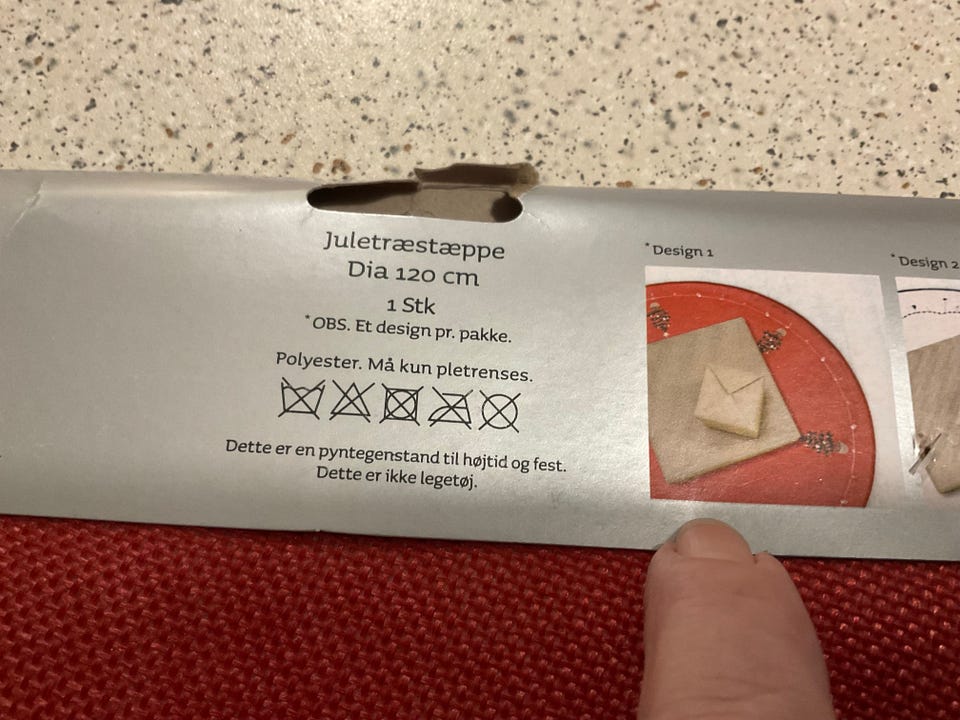 Juletræstæppe
Dia 120 cm
1 Stk
*OBS. Et design pr. pakke.
Polyester. Må kun pletrenses.
Dette er en pyntegenstand til højtid og fest.
Dette er ikke legetøj.
*Design 1
*Design 2